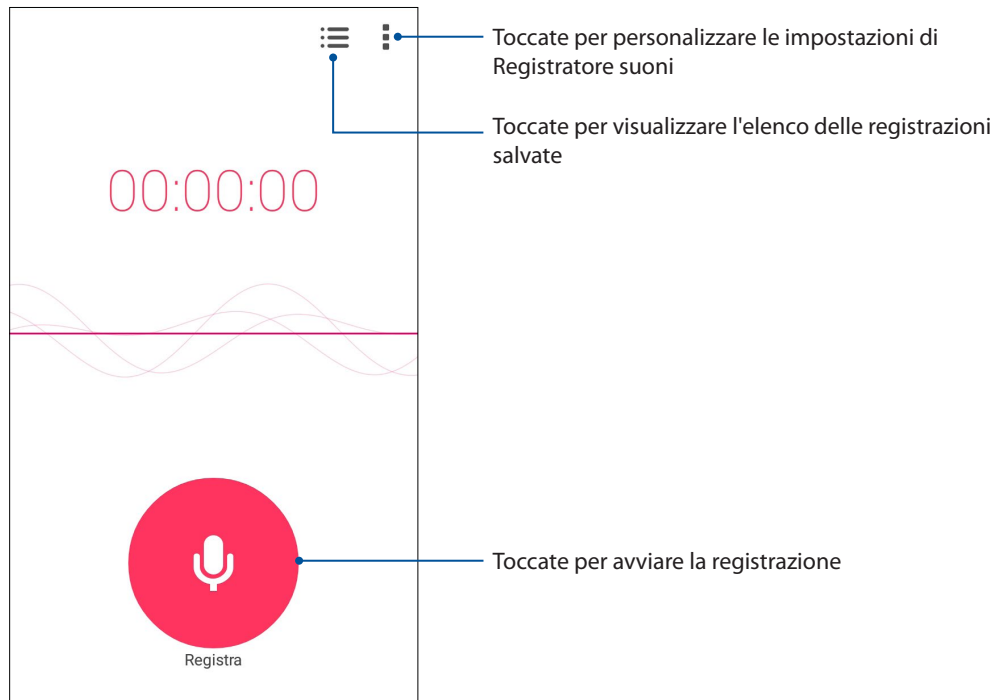 Toccate per personalizzare le impostazioni di
Registratore suoni
Toccate per visualizzare l'elenco delle registrazioni
salvate
00:00:00
Toccate per avviare la registrazione
Registra